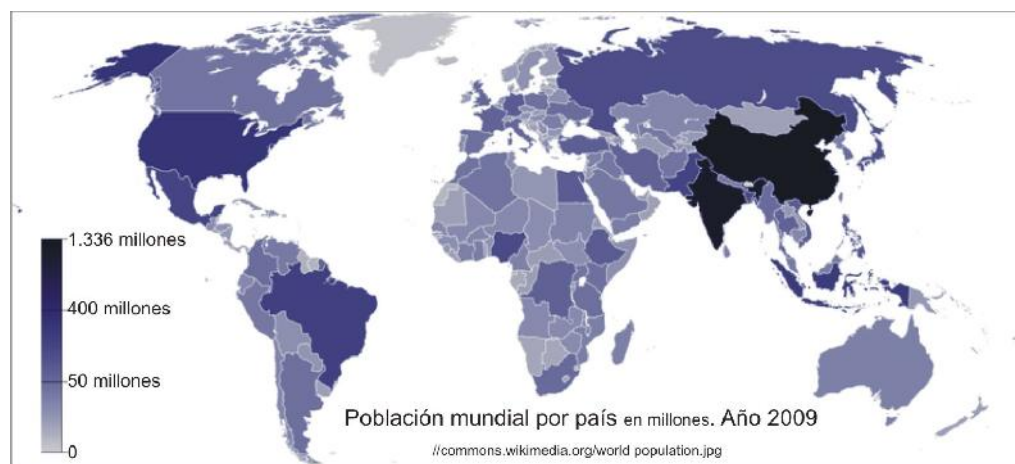 1.336 millones
400 millones
50 millones
0
Población mundial por país en millones. Año 2009
//commons.wikimedia.org/world population.jpg